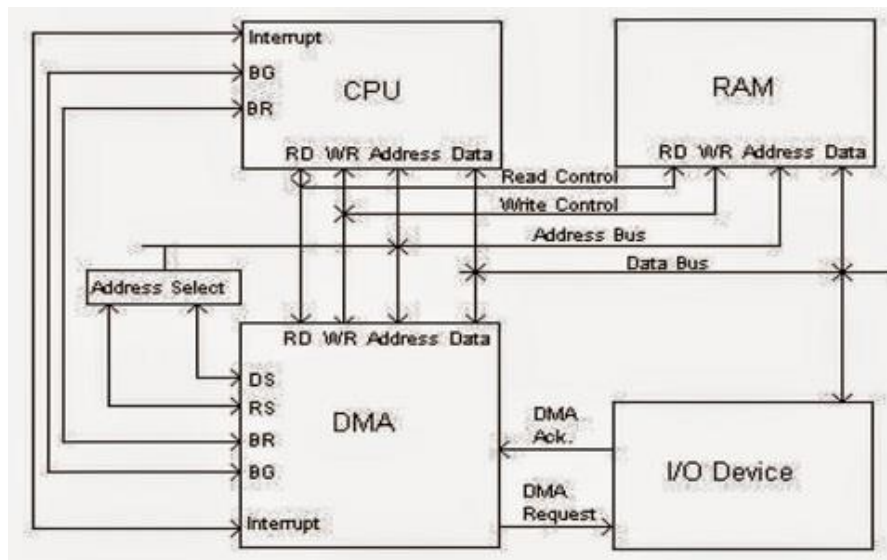 Interrupt
BG
CPU
BR
RD WR Address Data
RAM
RD WR Address Data
Read Control
Write Control
Address Bus
Data Bus
Address Select
RD WR Address Data
DS
RS
DMA
BR
BG
Interrupt
DMA
Ack.
DMA
Request
I/O Device